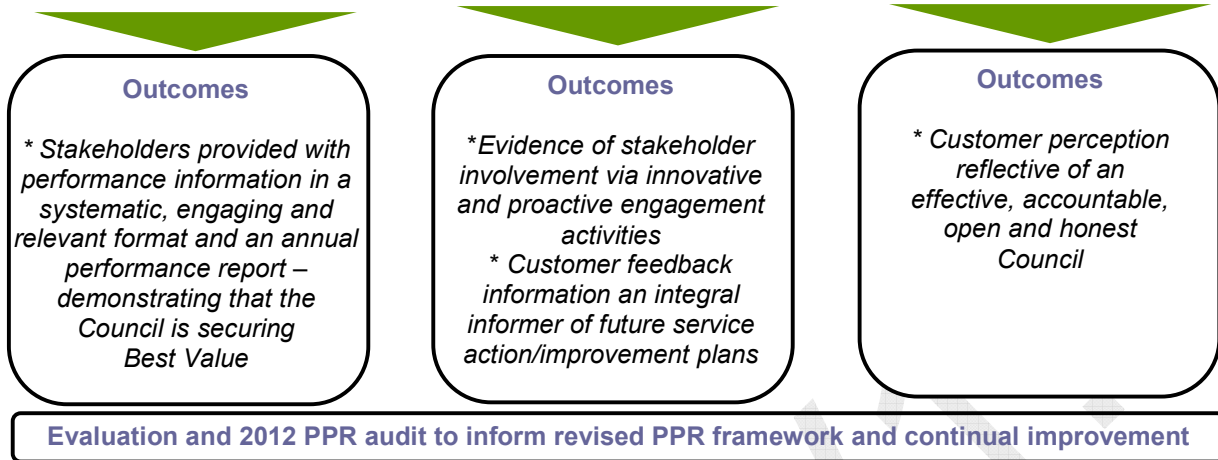 Outcomes
* Stakeholders provided with
performance information in a
systematic, engaging and
relevant format and an annual
performance report –
demonstrating that the
Council is securing
Best Value
Outcomes
*Evidence of stakeholder
involvement via innovative
and proactive engagement
activities
* Customer feedback
information an integral
informer of future service
action/improvement plans
Outcomes
* Customer perception
reflective of an
effective, accountable,
open and honest
Council
Evaluation and 2012 PPR audit to inform revised PPR framework and continual improvement